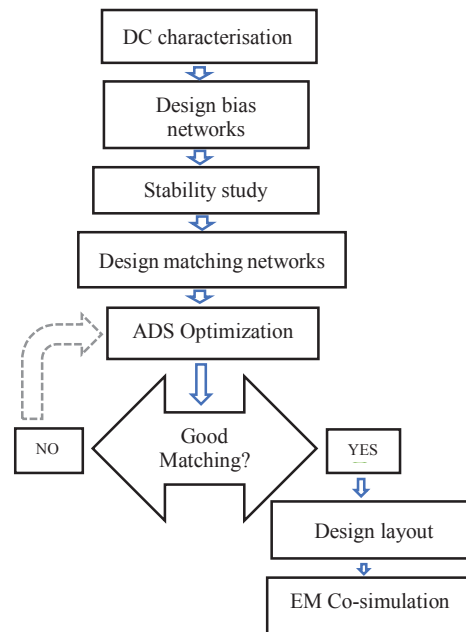 DC characterisation
Design bias
networks
Stability study
Design matching networks
ADS Optimization
NO
Good
Matching?
YES
Design layout
EM Co-simulation